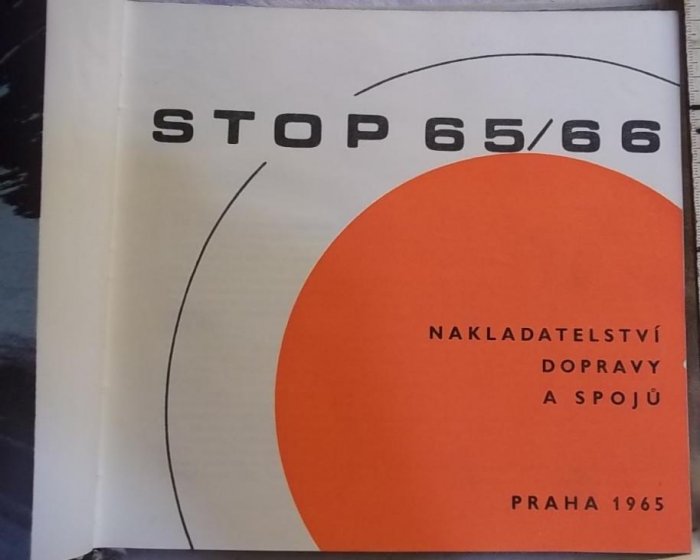 STOP 65/66
NAKLADATELSTVÍ
DOPRAVY
A SPOJŮ
PRAHA 1965